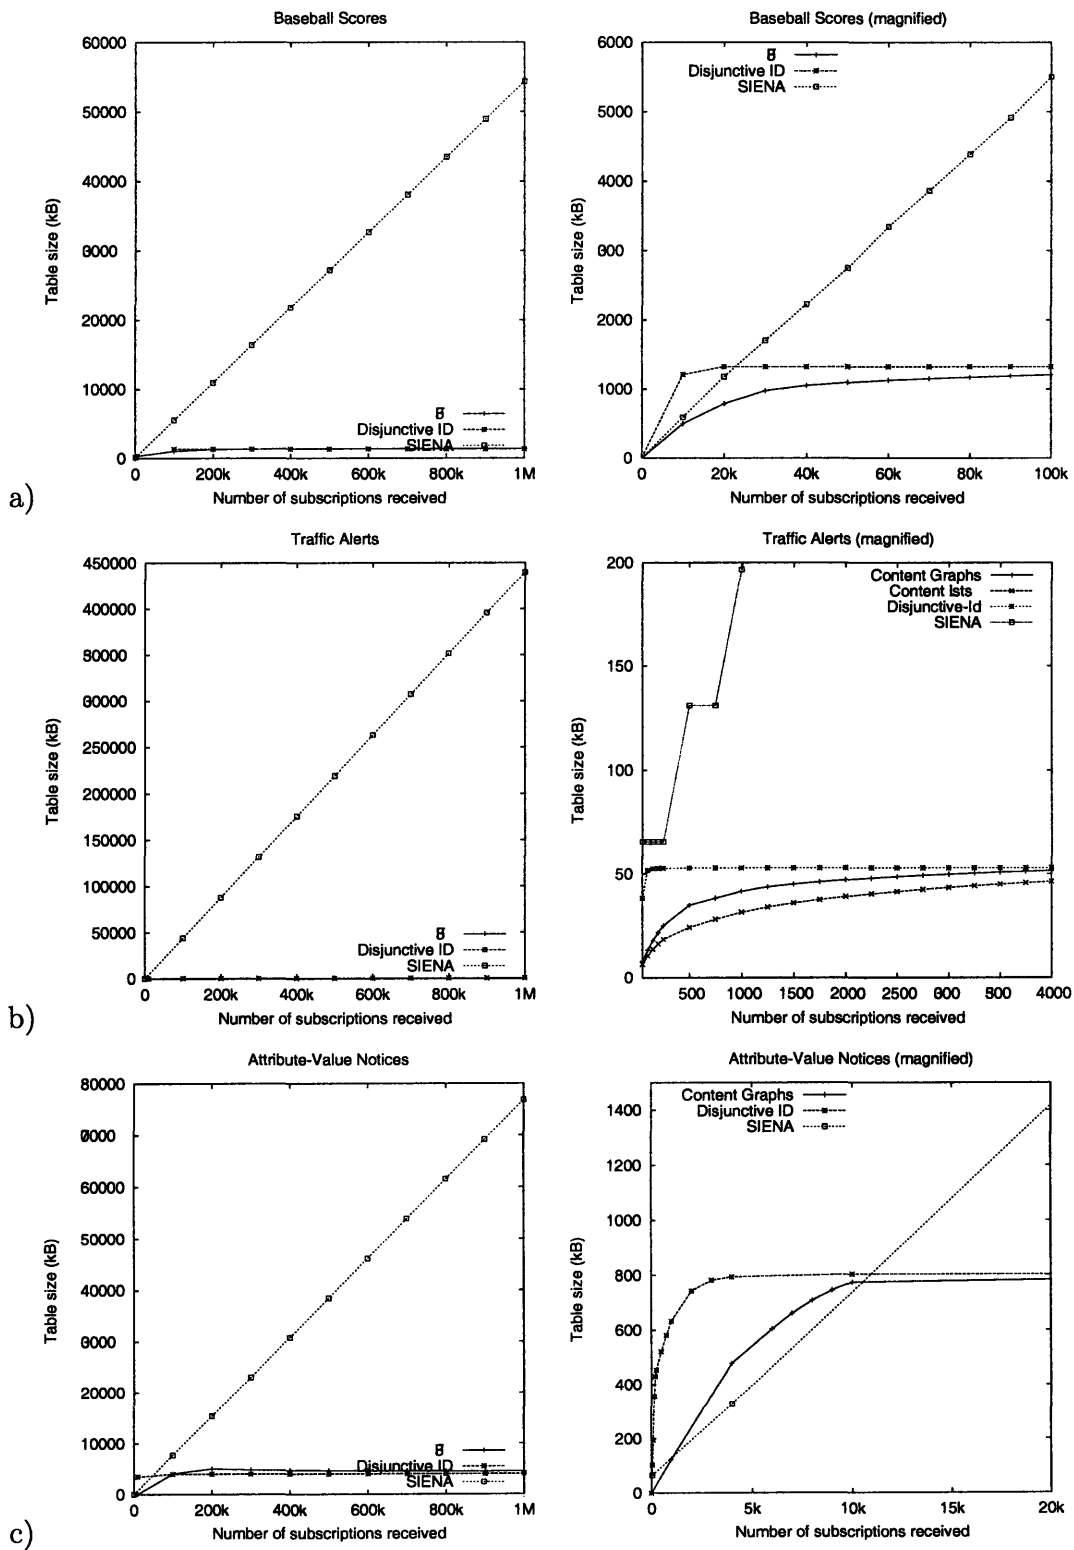 Baseball Scores
60000
50000
40000
20000
10000
0
Table size (kB)
Disjunctive ID
SIENA
0 200k 400k 600k 800k 1M
Number of subscriptions received
a)
Baseball Scores (magnified)
6000
5000
4000
2000
1000
0
Table size (kB)
Disjunctive ID
SIENA
0 20k 40k 60k 80k 100k
Number of subscriptions received
Traffic Alerts
450000
400000
250000
200000
150000
100000
50000
0
Table size (kB)
Disjunctive ID
SIENA
0 200k 400k 600k 800k 1M
Number of subscriptions received
b)
Traffic Alerts (magnified)
200
150
100
50
0
Table size (kB)
Content Graphs
Content lsts
Disjunctive-Id
SIENA
500 1000 1500 2000 2500 4000
Number of subscriptions received
Attribute-Value Notices
80000
60000
50000
40000
20000
10000
0
Table size (kB)
Disjunctive ID
SIENA
0 200k 400k 600k 800k 1M
Number of subscriptions received
c)
Attribute-Value Notices (magnified)
1400
1200
1000
800
600
400
200
0
Table size (kB)
Content Graphs
Disjunctive ID
SIENA
0 5k 10k 15k 20k
Number of subscriptions received